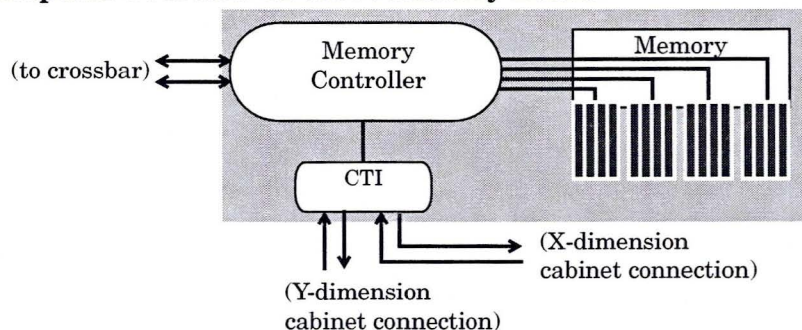 Memory
Controller
Memory
(to crossbar)
CTI
(X-dimension
cabinet connection)
(Y-dimension
cabinet connection)